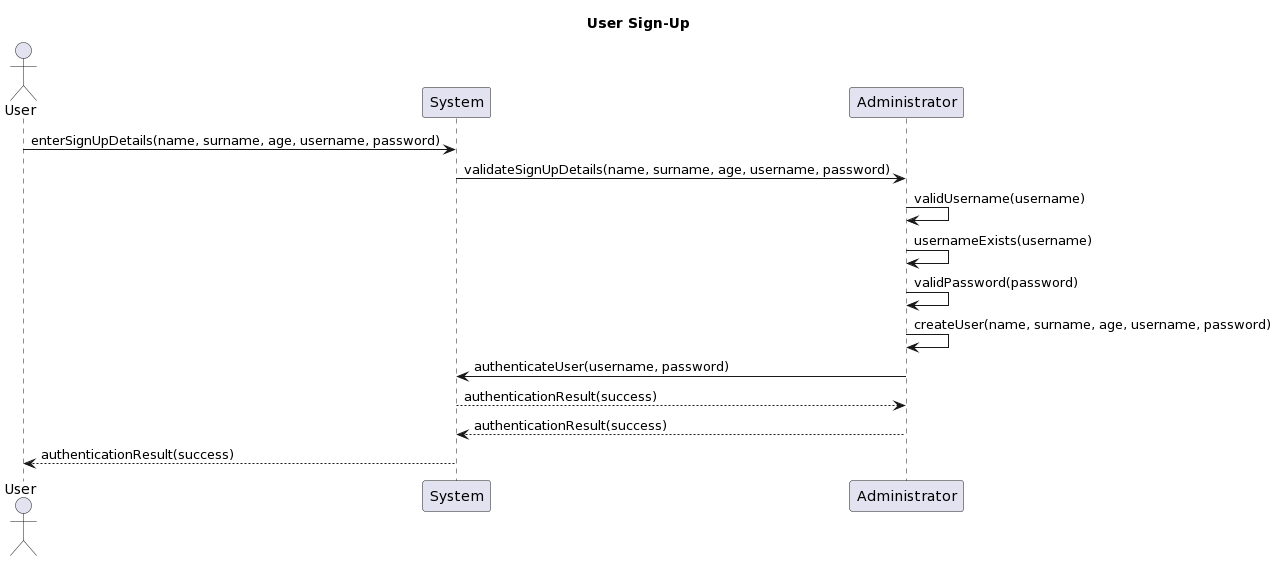 User Sign-Up
User
System
Administrator
enterSignUpDetails(name, surname, age, username, password)
validateSignUpDetails(name, surname, age, username, password)
validUsername(username)
usernameExists(username)
validPassword(password)
createUser(name, surname, age, username, password)
authenticateUser(username, password)
authenticationResult(success)
authenticationResult(success)
authenticationResult(success)
User
System
Administrator